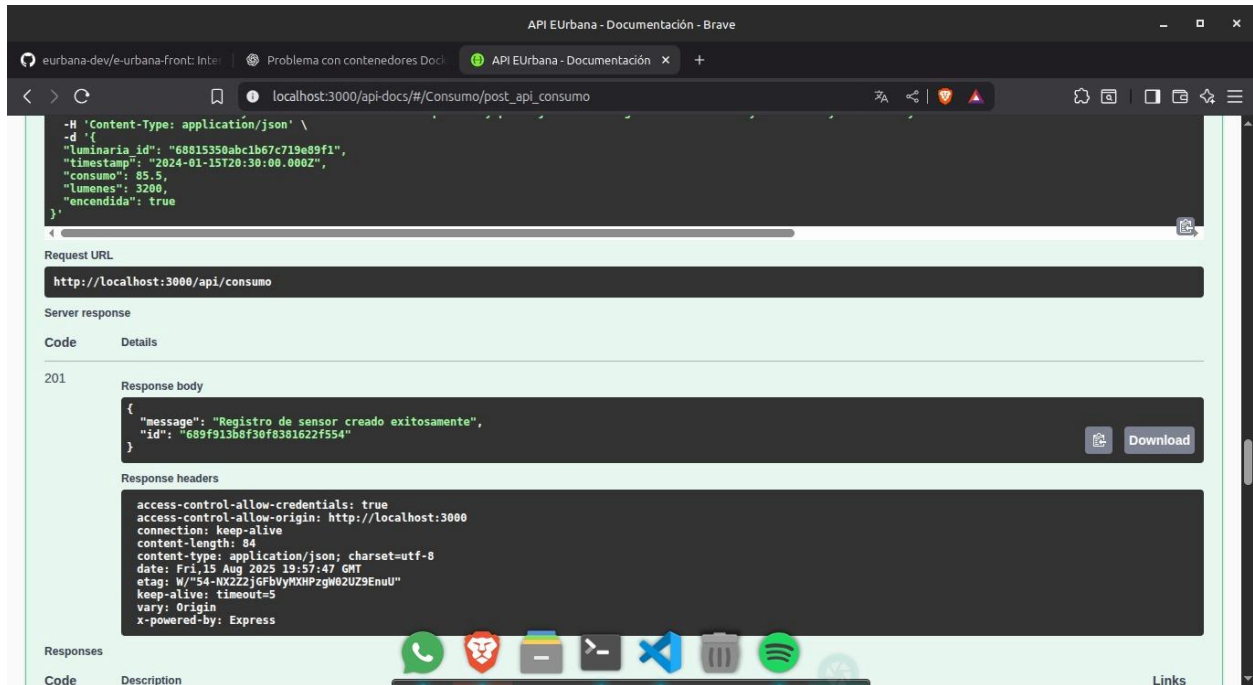 API EUrbana - Documentación - Brave
eurbana-dev/e-urbana-front: Inte
Problema con contenedores Dock
API EUrbana - Documentación
localhost:3000/api-docs/#/Consumo/post_api_consumo
-H 'Content-Type: application/json' \
-d '{
"luminaria_id": "68815350abc1b67c719e89f1",
"timestamp": "2024-01-15T20:30:00.000Z",
"consumo": 85.5,
"lumenes": 3200,
"encendida": true
}'
Request URL
http://localhost:3000/api/consumo
Server response
Code Details
201
Response body
{
"message": "Registro de sensor creado exitosamente",
"id": "689f913b8f30f8381622f554"
}
Download
Response headers
access-control-allow-credentials: true
access-control-allow-origin: http://localhost:3000
connection: keep-alive
content-length: 84
content-type: application/json; charset=utf-8
date: Fri,15 Aug 2025 19:57:47 GMT
etag: W/"54-NX2Z2jGFbVyMXHPzgW02UZ9EnuU"
keep-alive: timeout=5
vary: Origin
x-powered-by: Express
Responses
Code Description Links